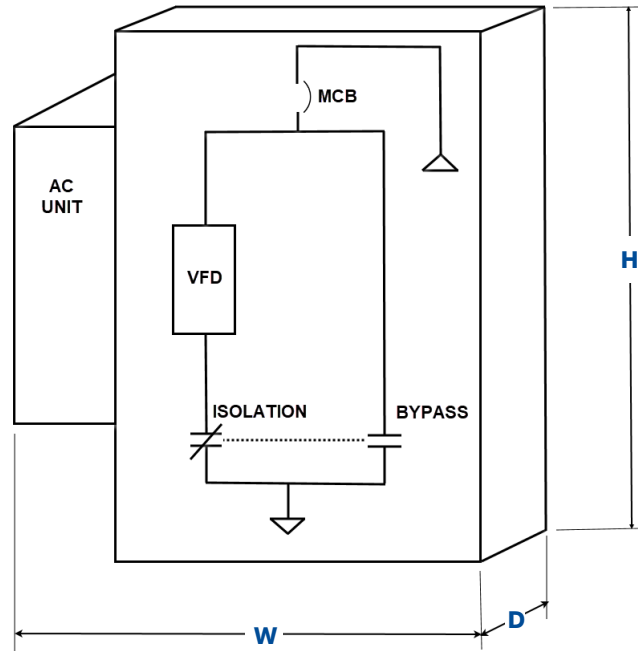 MCB
AC
UNIT
H
VFD
ISOLATION
BYPASS
D
W